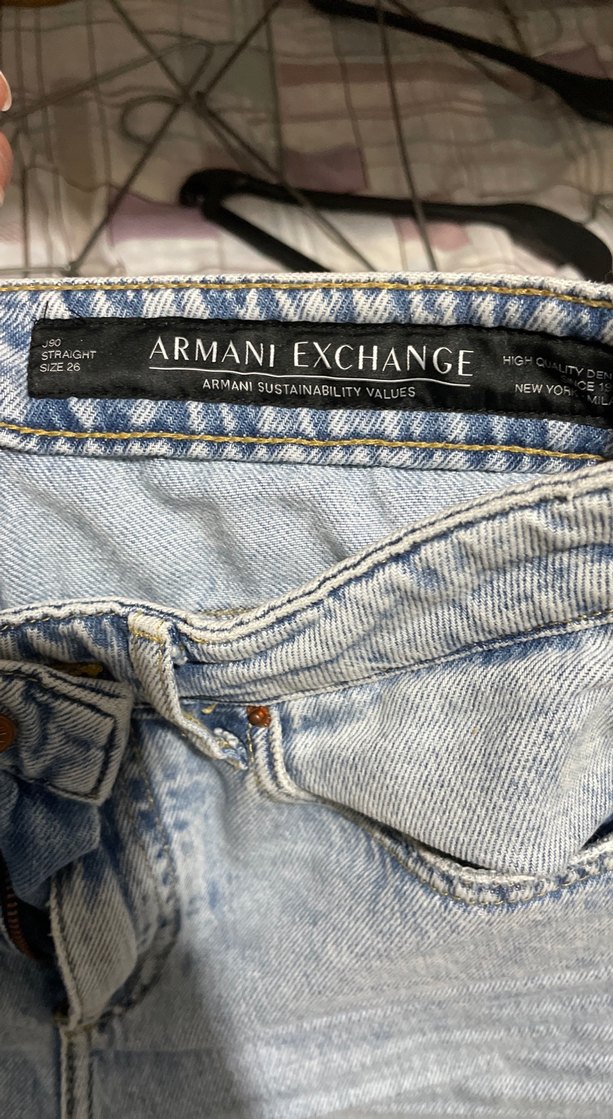 J90
STRAIGHT
SIZE 26
ARMANI EXCHANGE
ARMANI SUSTAINABILITY VALUES
HIGH QUALITY
NEW YORK